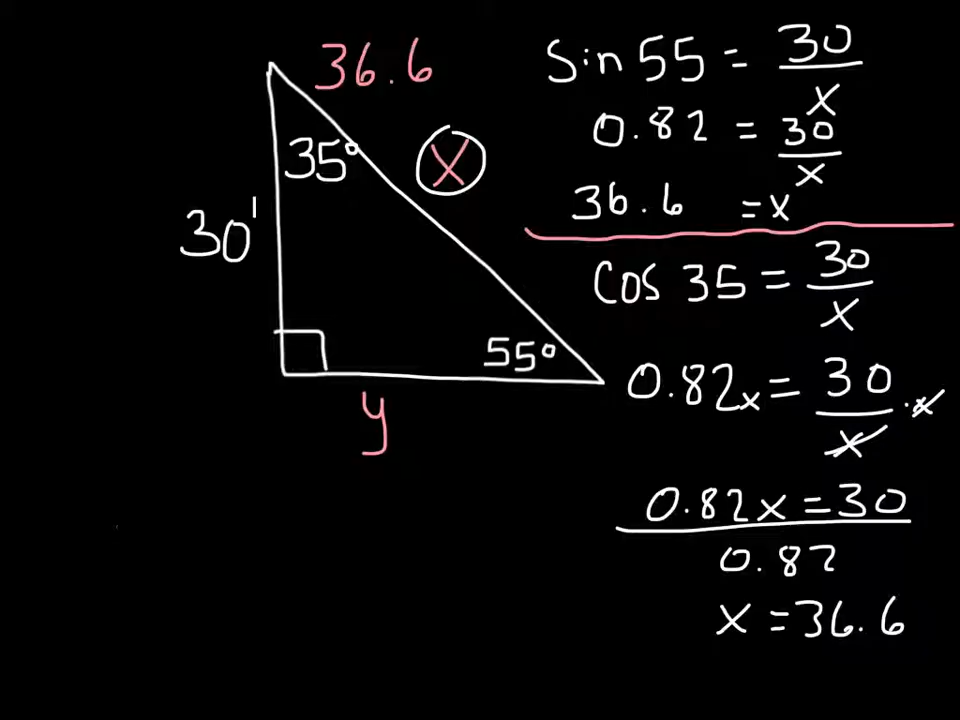 36.6
35°
X
30'
55°
y
Sin 55 = 30/x
0.82 = 30/x
36.6 = x
Cos 35 = 30/x
0.82x = 30/x · x
0.82x = 30
0.82
x = 36.6